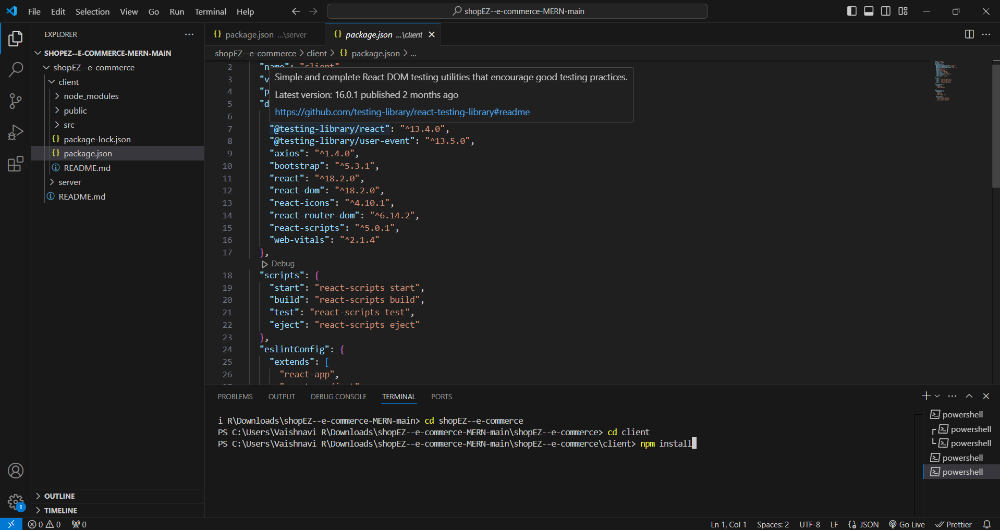 File Edit Selection View Go Run Terminal Help
shopEZ--e-commerce-MERN-main
EXPLORER
SHOPEZ--E-COMMERCE-MERN-MAIN
shopEZ--e-commerce
client
node_modules
public
src
package-lock.json
package.json
README.md
server
README.md
OUTLINE
TIMELINE
package.json ...\server
package.json ...\client
shopEZ--e-commerce > client > {} package.json > ...
2 "name": "client"
3 "v
4 "p
5 "d
6
Simple and complete React DOM testing utilities that encourage good testing practices.
Latest version: 16.0.1 published 2 months ago
https://github.com/testing-library/react-testing-library#readme
7 "@testing-library/react": "^13.4.0",
8 "@testing-library/user-event": "^13.5.0",
9 "axios": "^1.4.0",
10 "bootstrap": "^5.3.1",
11 "react": "^18.2.0",
12 "react-dom": "^18.2.0",
13 "react-icons": "^4.10.1",
14 "react-router-dom": "^6.14.2",
15 "react-scripts": "^5.0.1",
16 "web-vitals": "^2.1.4"
17 },
Debug
18 "scripts": {
19 "start": "react-scripts start",
20 "build": "react-scripts build",
21 "test": "react-scripts test",
22 "eject": "react-scripts eject"
23 },
24 "eslintConfig": {
25 "extends": [
26 "react-app",
PROBLEMS OUTPUT DEBUG CONSOLE TERMINAL PORTS
i R\Downloads\shopEZ--e-commerce-MERN-main> cd shopEZ--e-commerce
PS C:\Users\Vaishnavi R\Downloads\shopEZ--e-commerce-MERN-main\shopEZ--e-commerce> cd client
PS C:\Users\Vaishnavi R\Downloads\shopEZ--e-commerce-MERN-main\shopEZ--e-commerce\client> npm install
powershell
powershell
powershell
powershell
powershell
1
0 0 0
Ln 1, Col 1 Spaces: 2 UTF-8 LF {} JSON Go Live Prettier